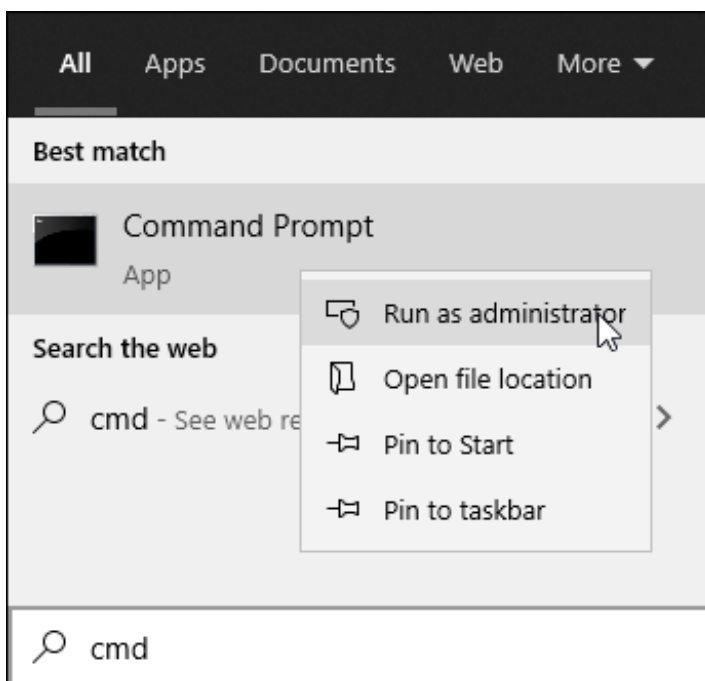 All Apps Documents Web More
Best match
Command Prompt
App
Run as administrator
Search the web
Open file location
cmd - See web re
Pin to Start
Pin to taskbar
cmd